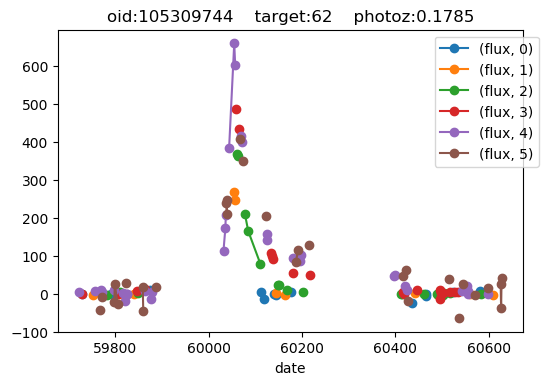 oid:105309744    target:62    photoz:0.1785
600
500
400
300
200
100
0
−100
59800
60000
60200
60400
60600
date
(flux, 0)
(flux, 1)
(flux, 2)
(flux, 3)
(flux, 4)
(flux, 5)